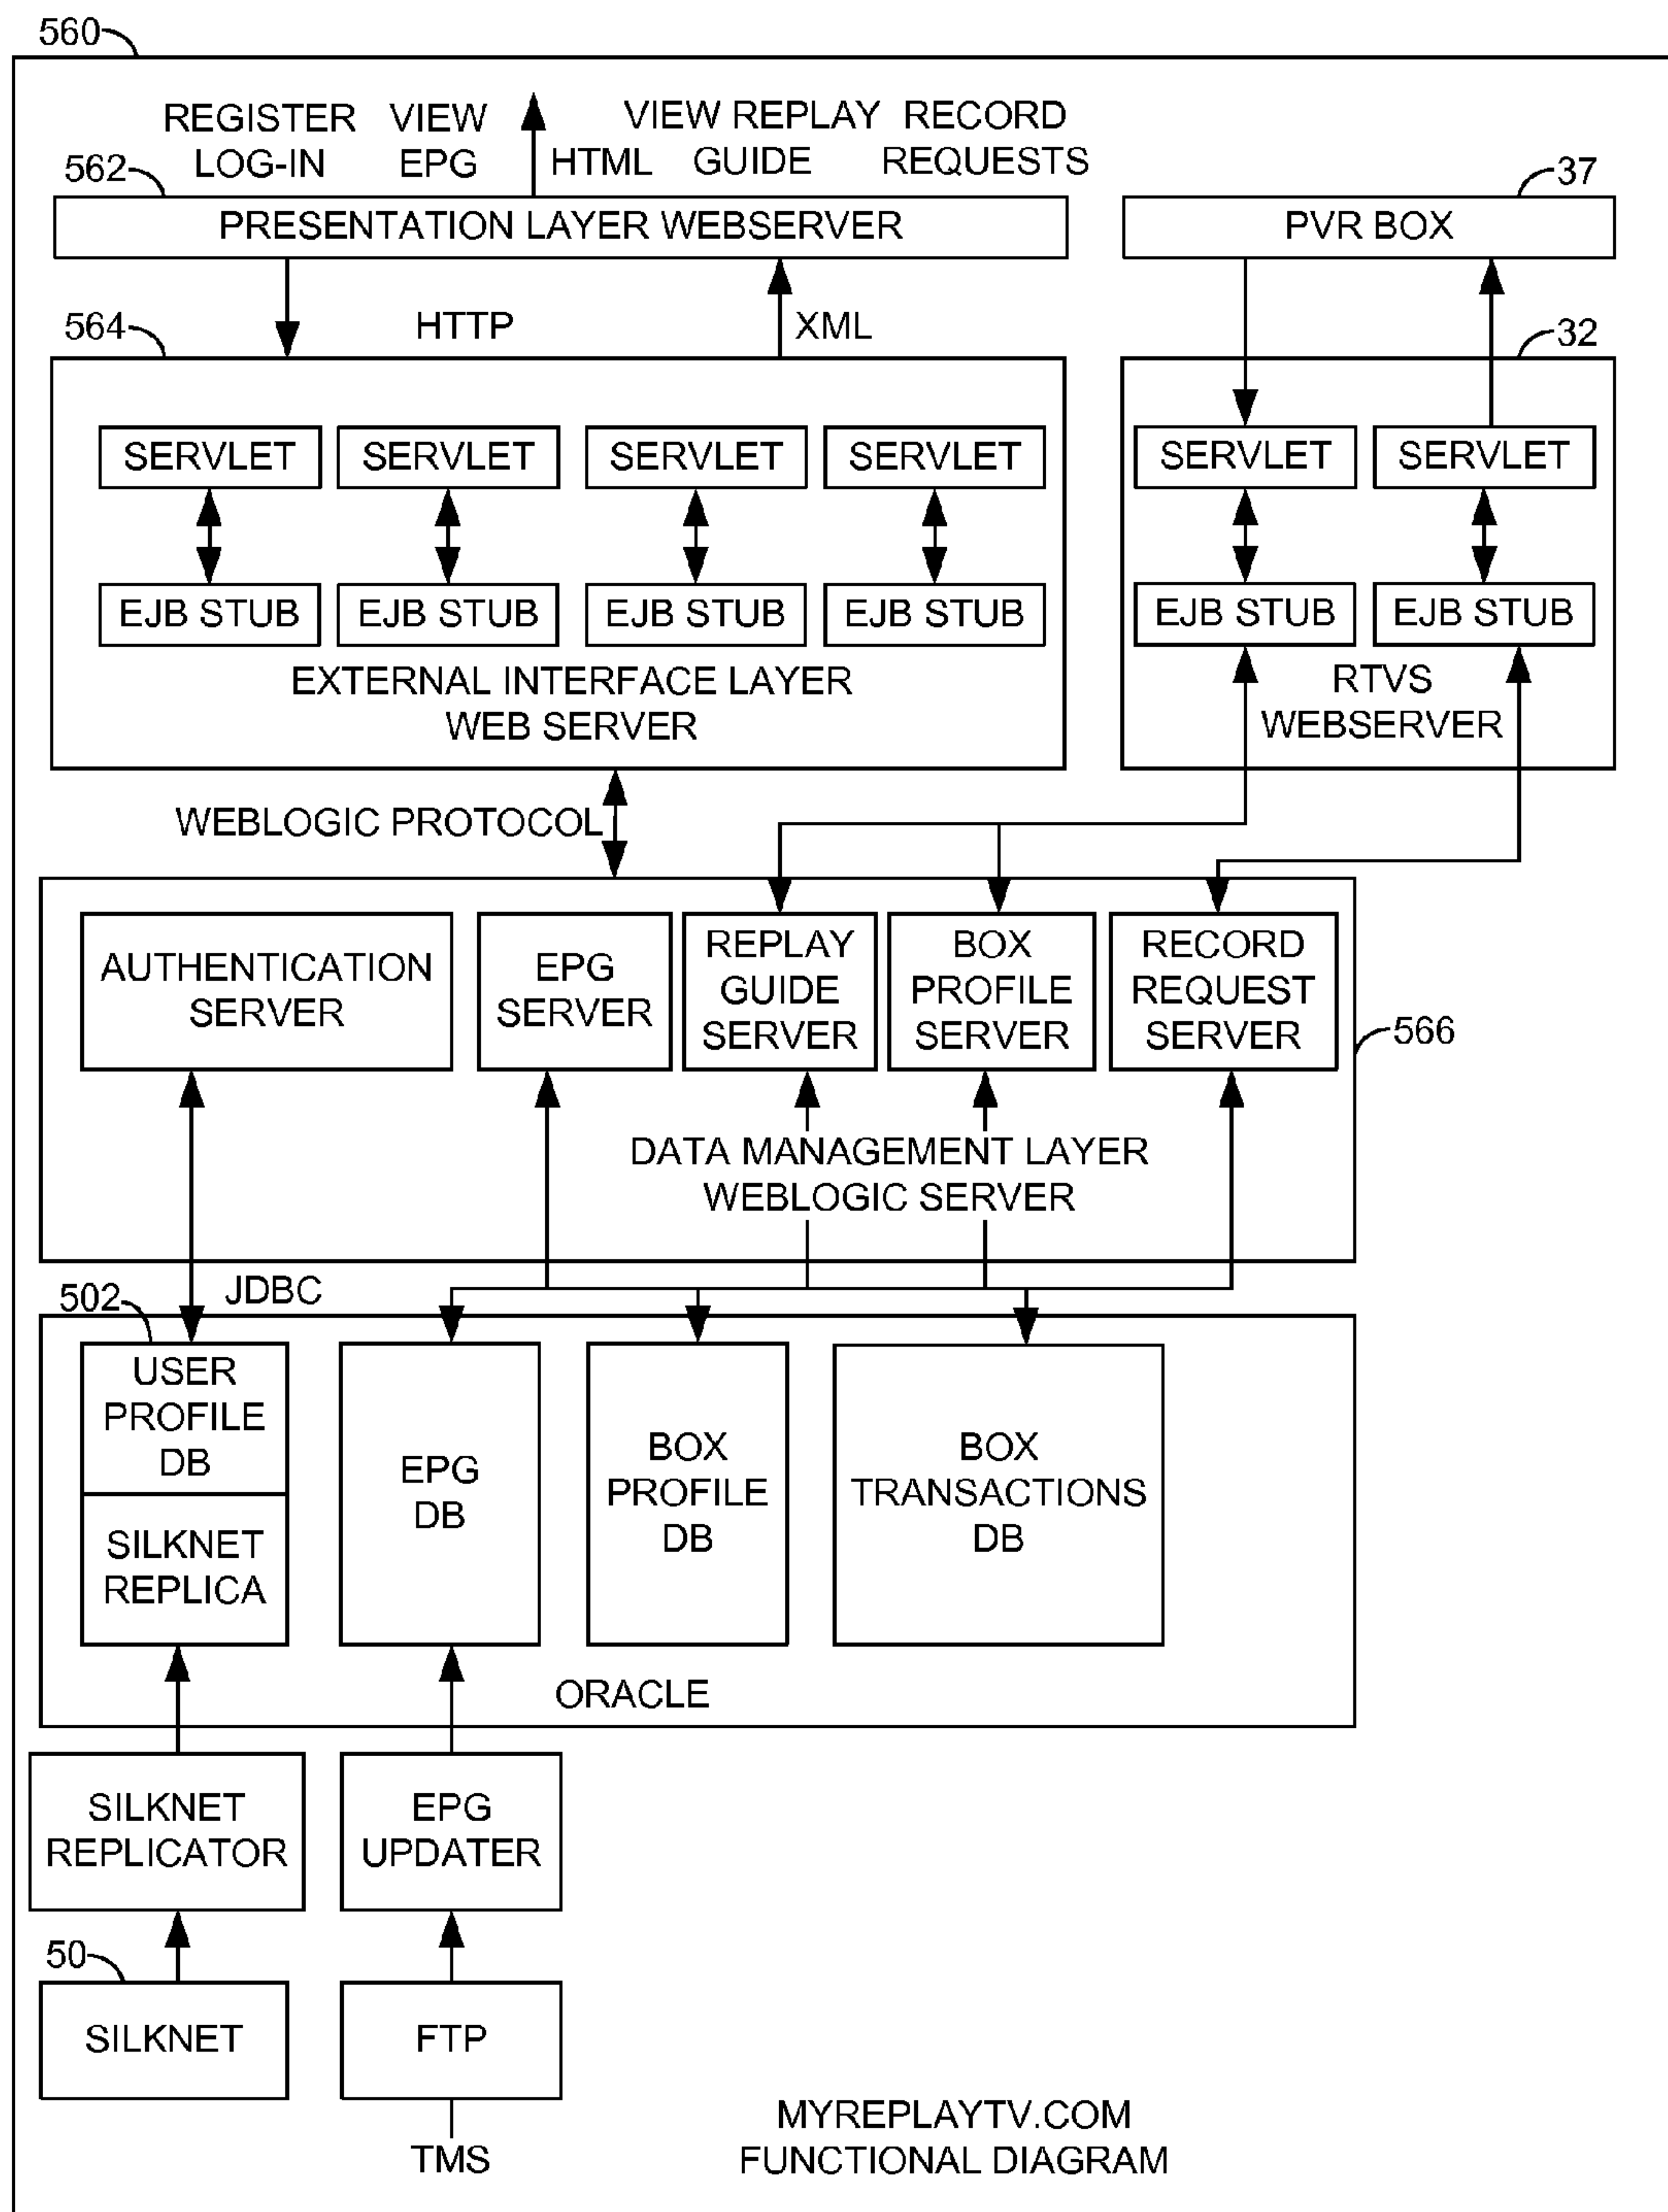 560
REGISTER VIEW VIEW REPLAY RECORD
LOG-IN EPG HTML GUIDE REQUESTS
562
37
PRESENTATION LAYER WEBSERVER
PVR BOX
564
HTTP
XML
32
SERVLET SERVLET SERVLET SERVLET
SERVLET SERVLET
EJB STUB EJB STUB EJB STUB EJB STUB
EJB STUB EJB STUB
EXTERNAL INTERFACE LAYER
WEB SERVER
RTVS
WEBSERVER
WEBLOGIC PROTOCOL
AUTHENTICATION
SERVER
EPG
SERVER
REPLAY
GUIDE
SERVER
BOX
PROFILE
SERVER
RECORD
REQUEST
SERVER
566
DATA MANAGEMENT LAYER
WEBLOGIC SERVER
JDBC
502
USER
PROFILE
DB
SILKNET
REPLICA
EPG
DB
BOX
PROFILE
DB
BOX
TRANSACTIONS
DB
ORACLE
SILKNET
REPLICATOR
EPG
UPDATER
50
SILKNET
FTP
TMS
MYREPLAYTV.COM
FUNCTIONAL DIAGRAM